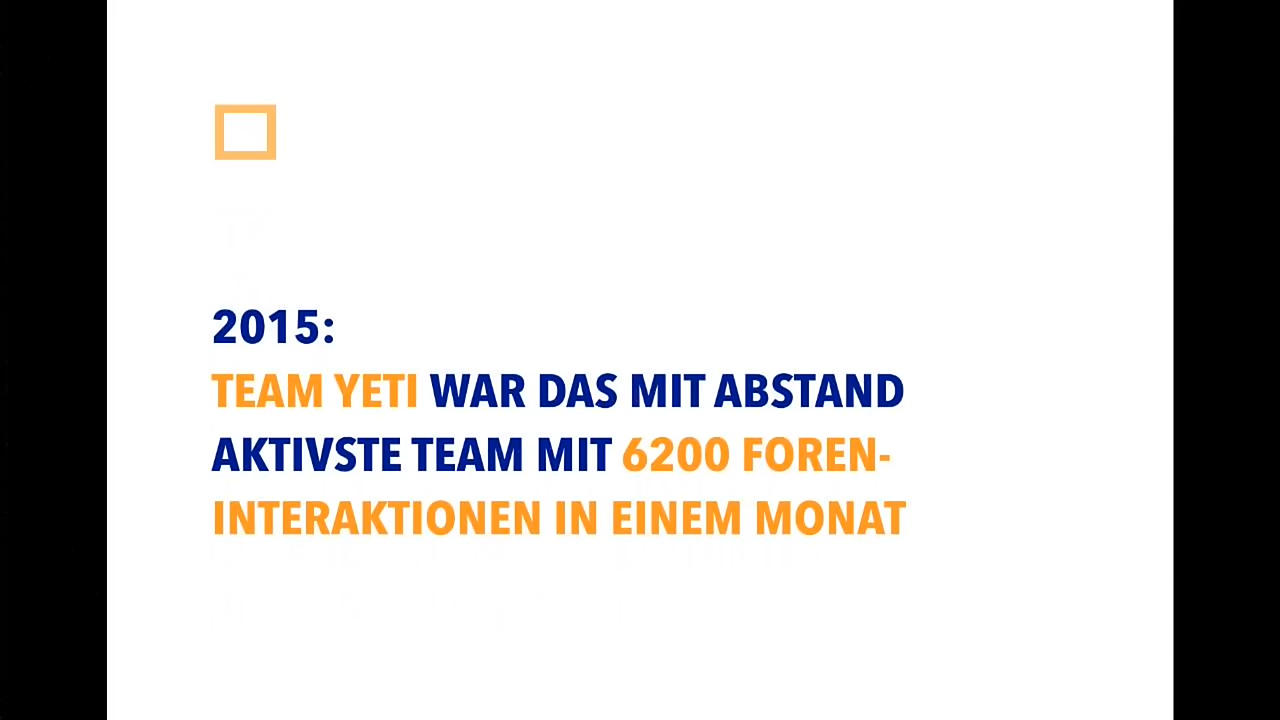 2015:
TEAM YETI WAR DAS MIT ABSTAND
AKTIVSTE TEAM MIT 6200 FOREN-
INTERAKTIONEN IN EINEM MONAT